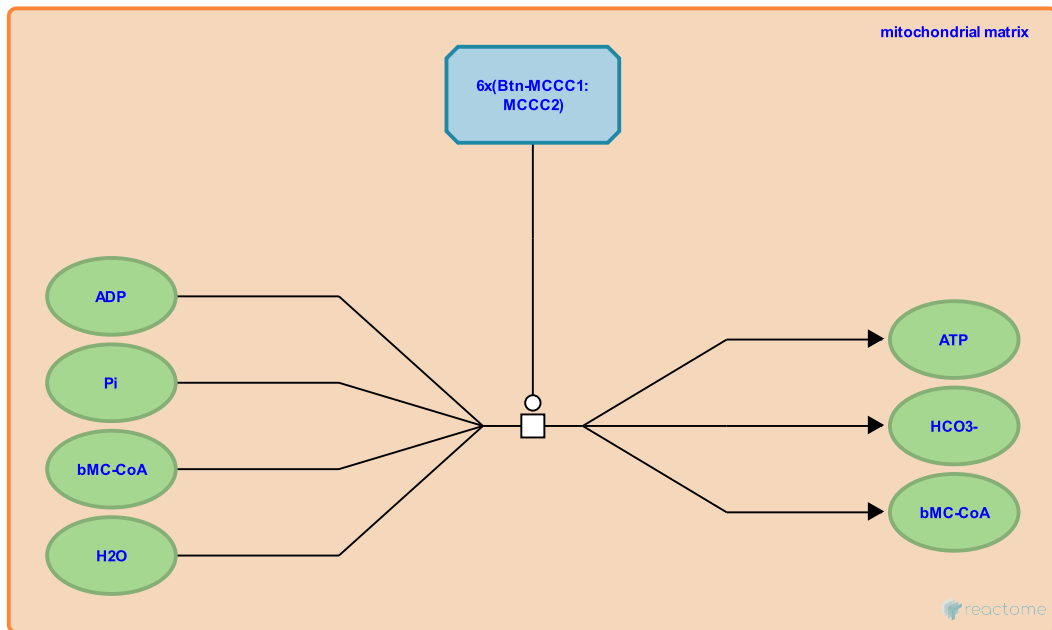 mitochondrial matrix
6x(Btn-MCCC1:
MCCC2)
ADP
Pi
bMC-CoA
H2O
ATP
HCO3-
bMC-CoA
reactome